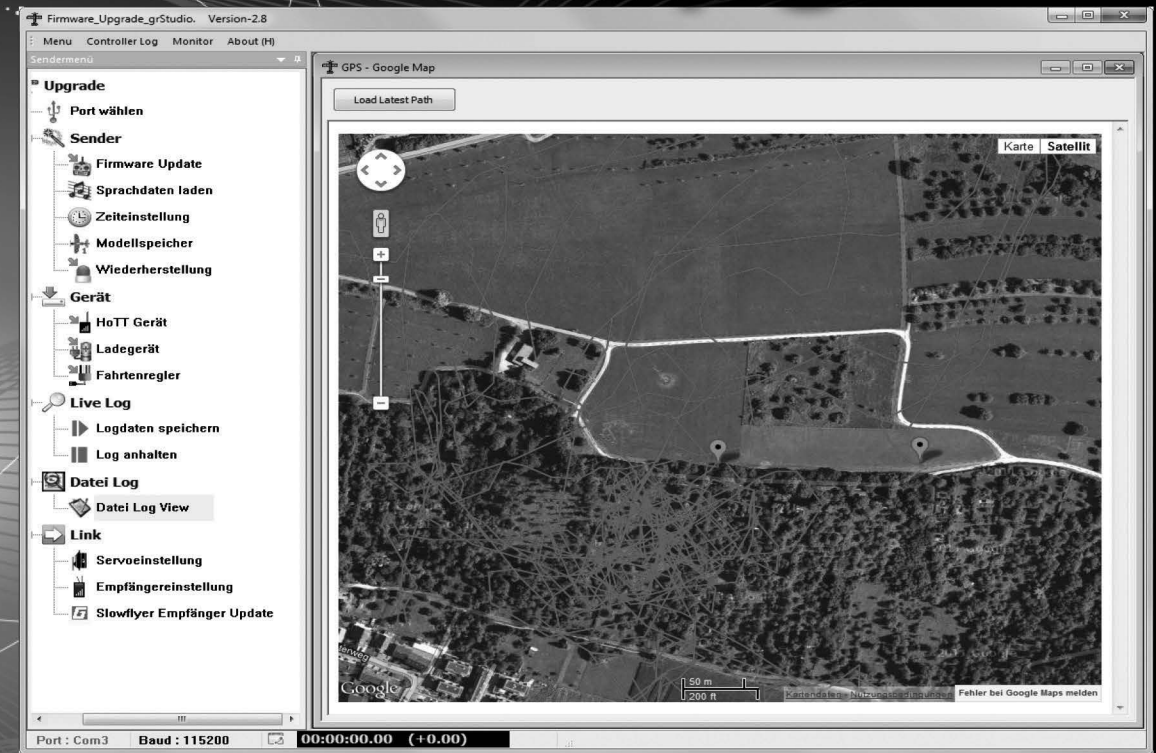 Firmware_Upgrade_grStudio. Version-2.8
Menu Controller Log Monitor About (H)
Sendermenü
Upgrade
Port wählen
Sender
Firmware Update
Sprachdaten laden
Zeiteinstellung
Modellspeicher
Wiederherstellung
Gerät
HoTT Gerät
Ladegerät
Fahrtenregler
Live Log
Logdaten speichern
Log anhalten
Datei Log
Datei Log View
Link
Servoeinstellung
Empfängereinstellung
Slowflyer Empfänger Update
GPS - Google Map
Load Latest Path
Karte Satellit
terweg
Google
50 m
200 ft
Kartendaten - Nutzungsbedingungen
Fehler bei Google Maps melden
Port : Com3 Baud : 115200 00:00:00.00 (+0.00)